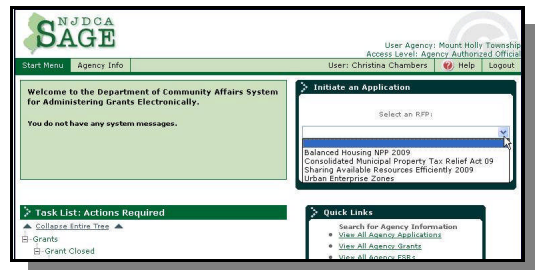 NJDCA
SAGE
User Agency: Mount Holly Township
Access Level: Agency Authorized Official
Start Menu Agency Info User: Christina Chambers Help Logout
Welcome to the Department of Community Affairs System
for Administering Grants Electronically.
You do not have any system messages.
Initiate an Application
Select an RFP:
Balanced Housing NPP 2009
Consolidated Municipal Property Tax Relief Act 09
Sharing Available Resources Efficiently 2009
Urban Enterprise Zones
Task List: Actions Required
Collapse Entire Tree
Grants
Grant Closed
Quick Links
Search for Agency Information
View All Agency Applications
View All Agency Grants
View All Agency FSRs